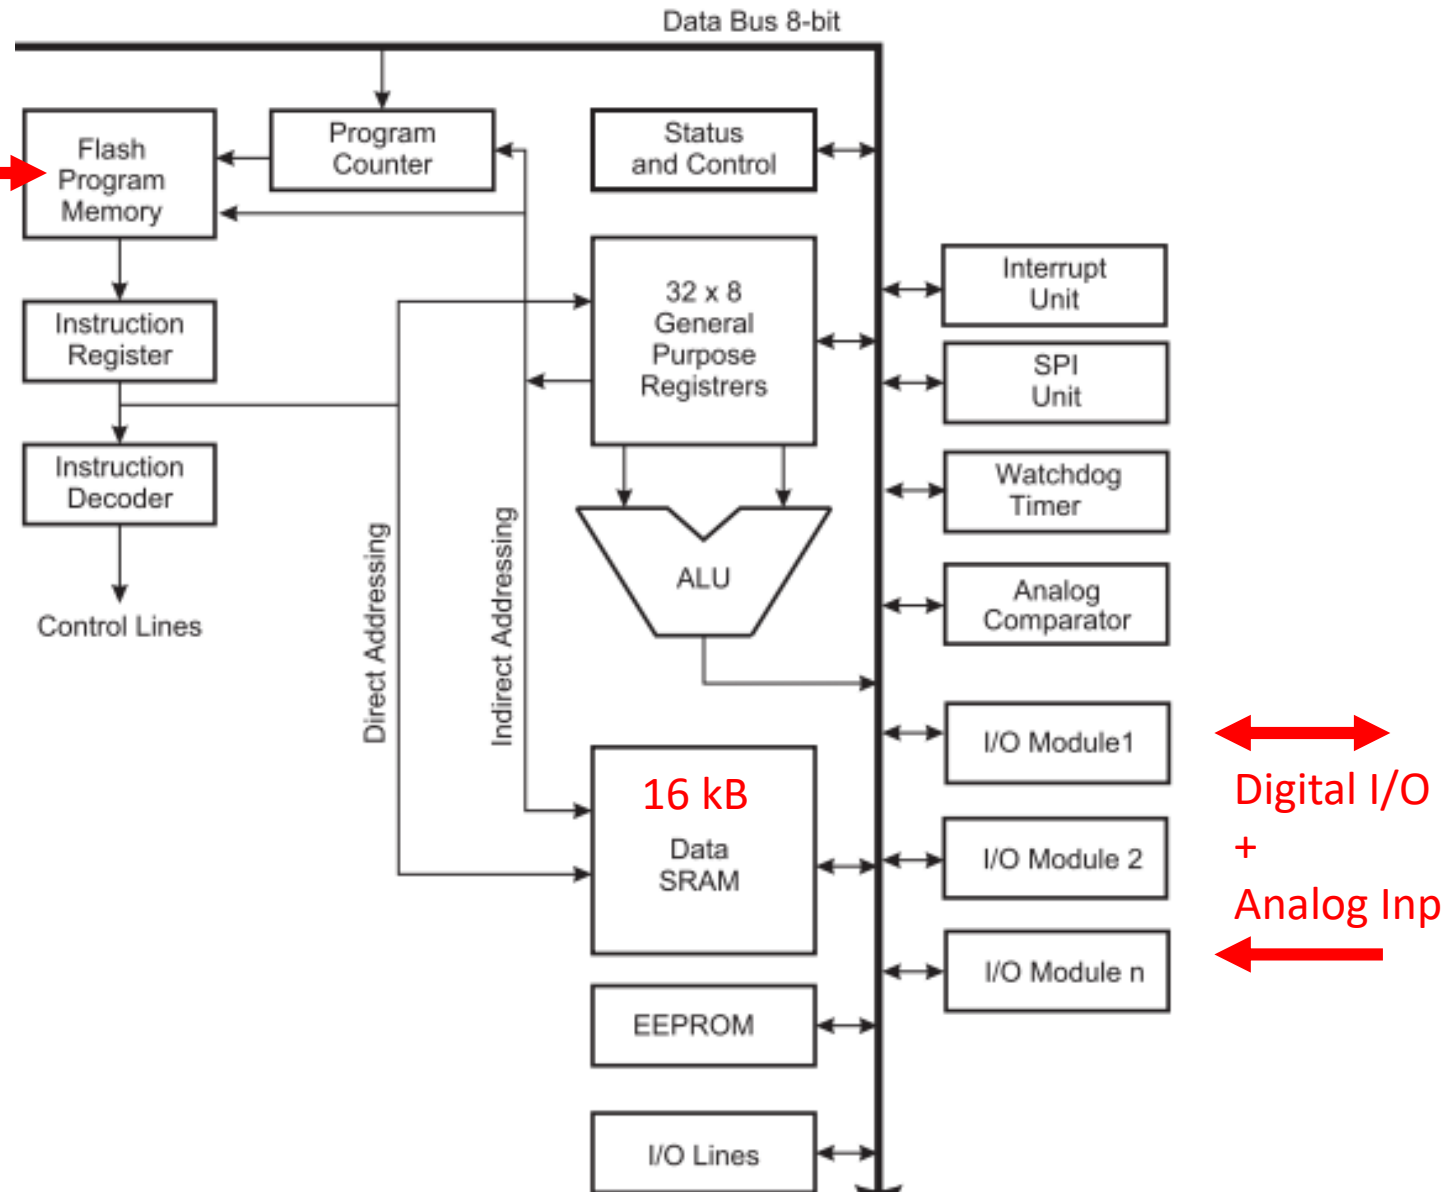 Data Bus 8-bit
Flash
Program
Memory
Program
Counter
Status
and Control
Instruction
Register
32 x 8
General
Purpose
Registrers
Interrupt
Unit
SPI
Unit
Instruction
Decoder
Watchdog
Timer
Control Lines
Direct Addressing
Indirect Addressing
ALU
Analog
Comparator
I/O Module1
Digital I/O
+
Analog Inp
16 kB
Data
SRAM
I/O Module 2
I/O Module n
EEPROM
I/O Lines